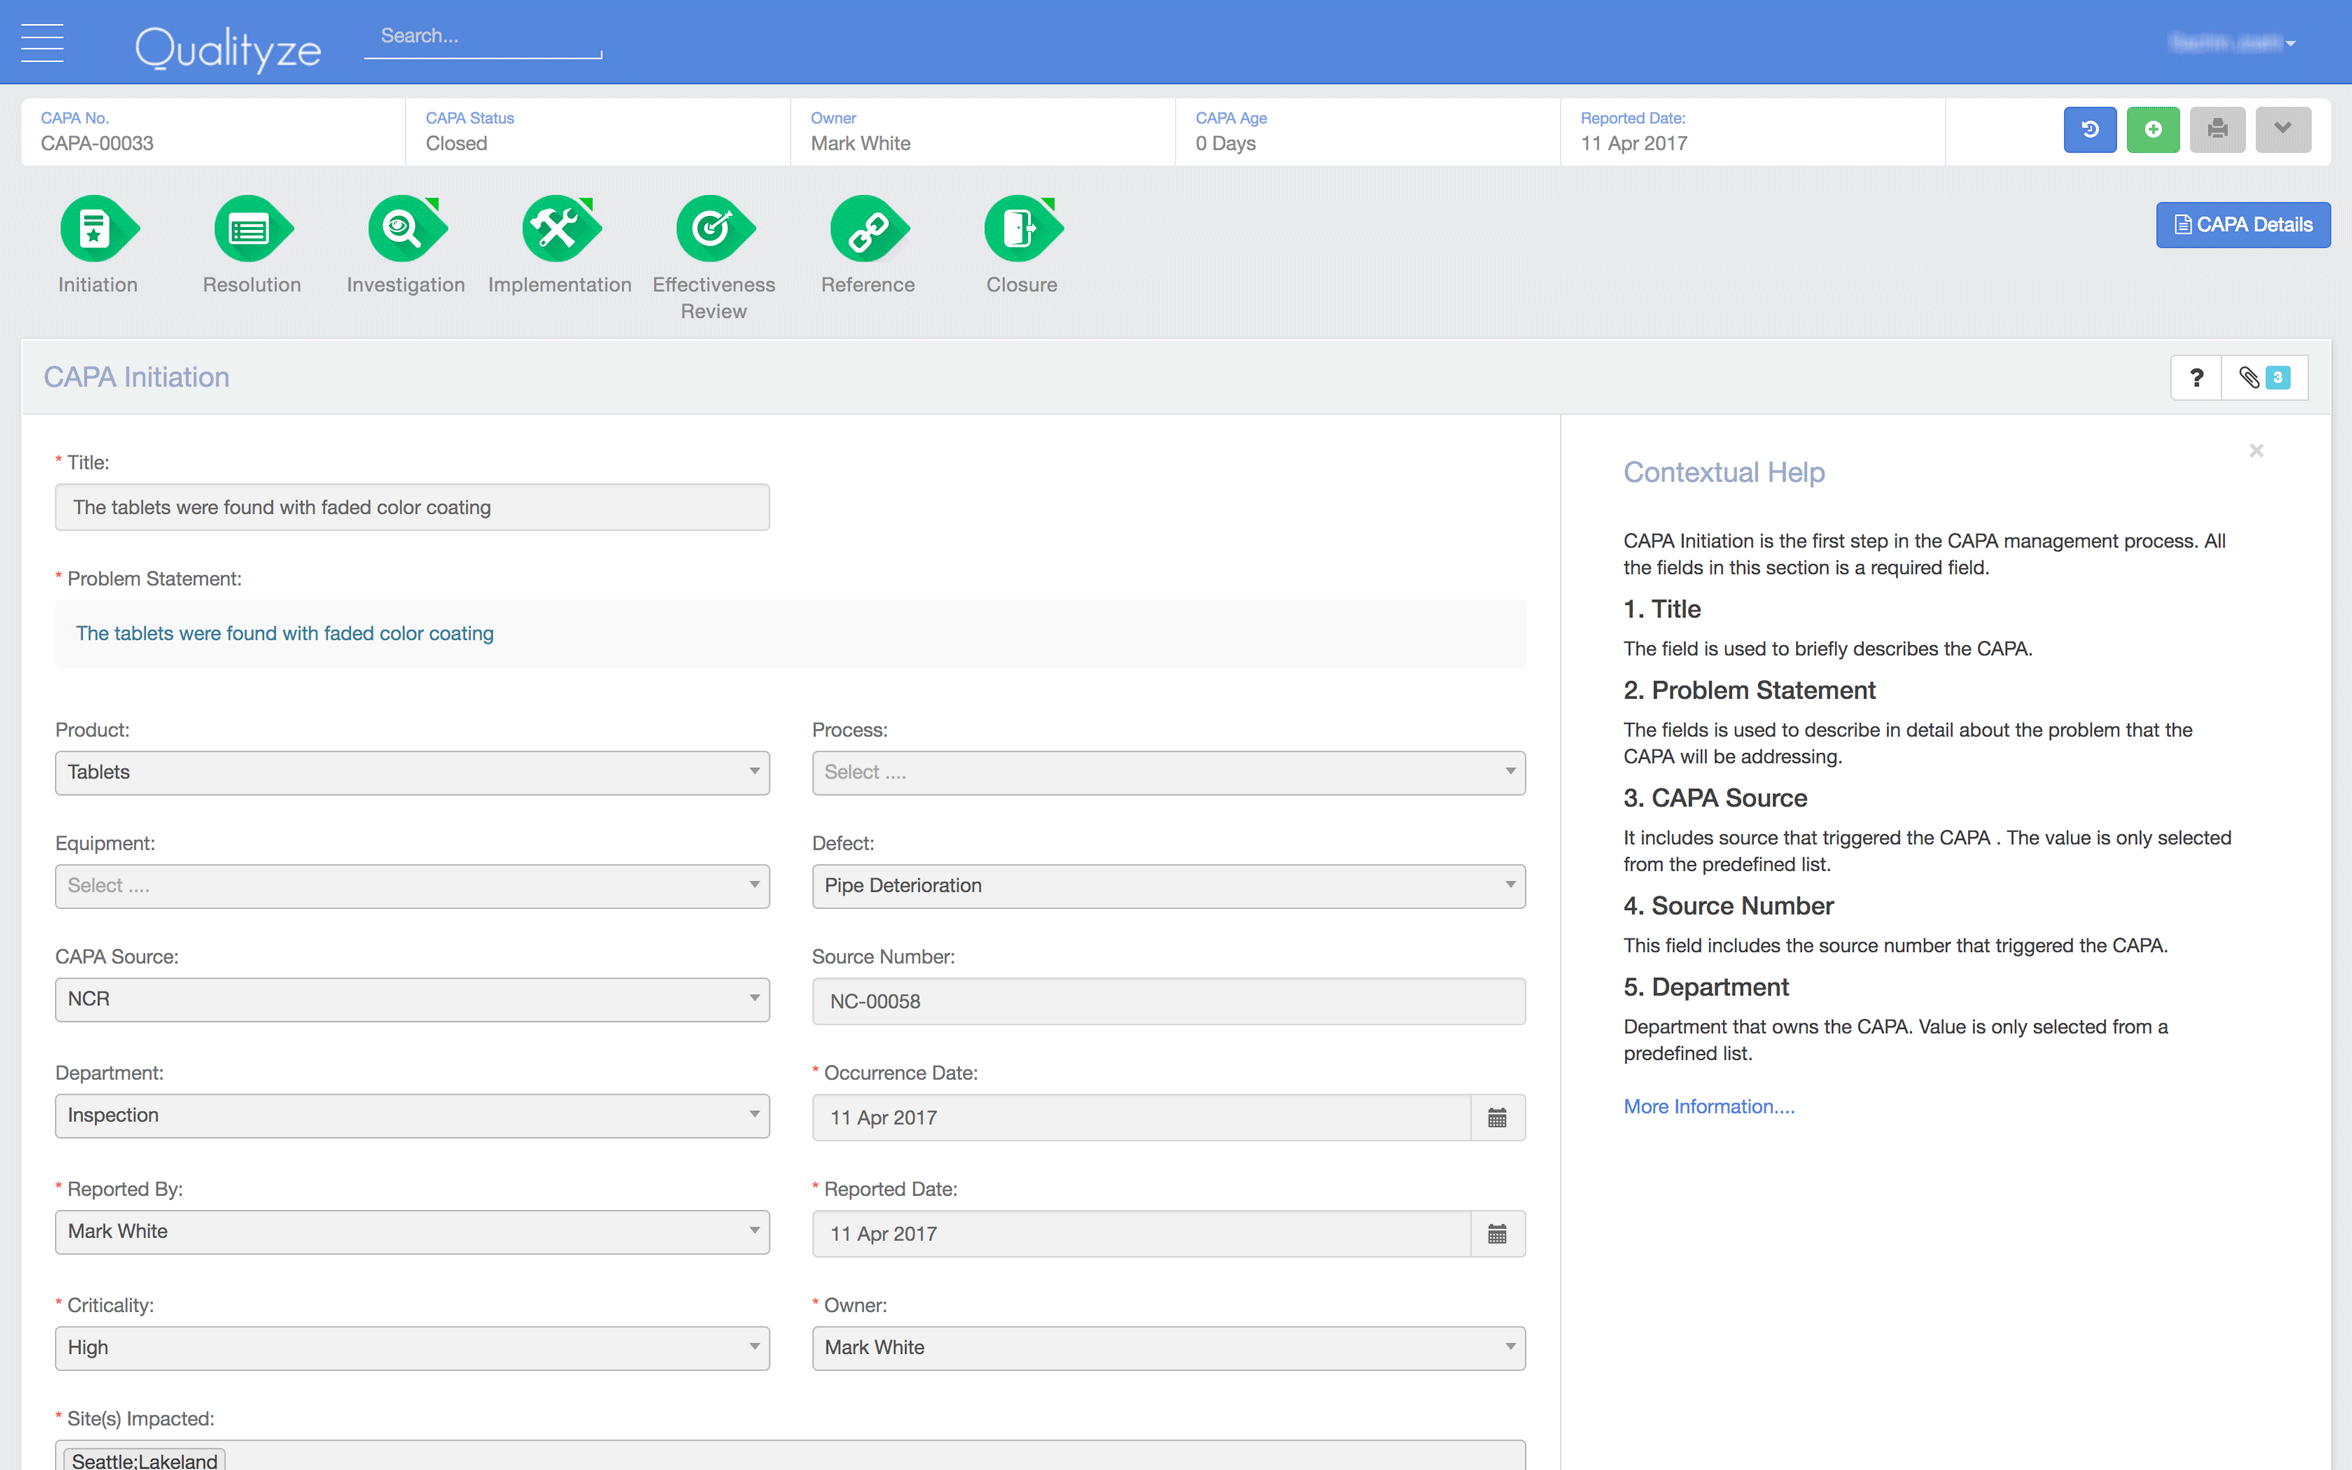 Qualityze
Search...
CAPA No.
CAPA-00033
CAPA Status
Closed
Owner
Mark White
CAPA Age
0 Days
Reported Date:
11 Apr 2017
Initiation
Resolution
Investigation
Implementation
Effectiveness
Review
Reference
Closure
CAPA Details
CAPA Initiation
?
3
* Title:
The tablets were found with faded color coating
* Problem Statement:
The tablets were found with faded color coating
Product:
Tablets
Process:
Select ....
Equipment:
Select ....
Defect:
Pipe Deterioration
CAPA Source:
NCR
Source Number:
NC-00058
Department:
Inspection
* Occurrence Date:
11 Apr 2017
* Reported By:
Mark White
* Reported Date:
11 Apr 2017
* Criticality:
High
* Owner:
Mark White
* Site(s) Impacted:
Seattle;Lakeland
×
Contextual Help
CAPA Initiation is the first step in the CAPA management process. All
the fields in this section is a required field.
1. Title
The field is used to briefly describes the CAPA.
2. Problem Statement
The fields is used to describe in detail about the problem that the
CAPA will be addressing.
3. CAPA Source
It includes source that triggered the CAPA . The value is only selected
from the predefined list.
4. Source Number
This field includes the source number that triggered the CAPA.
5. Department
Department that owns the CAPA. Value is only selected from a
predefined list.
More Information....